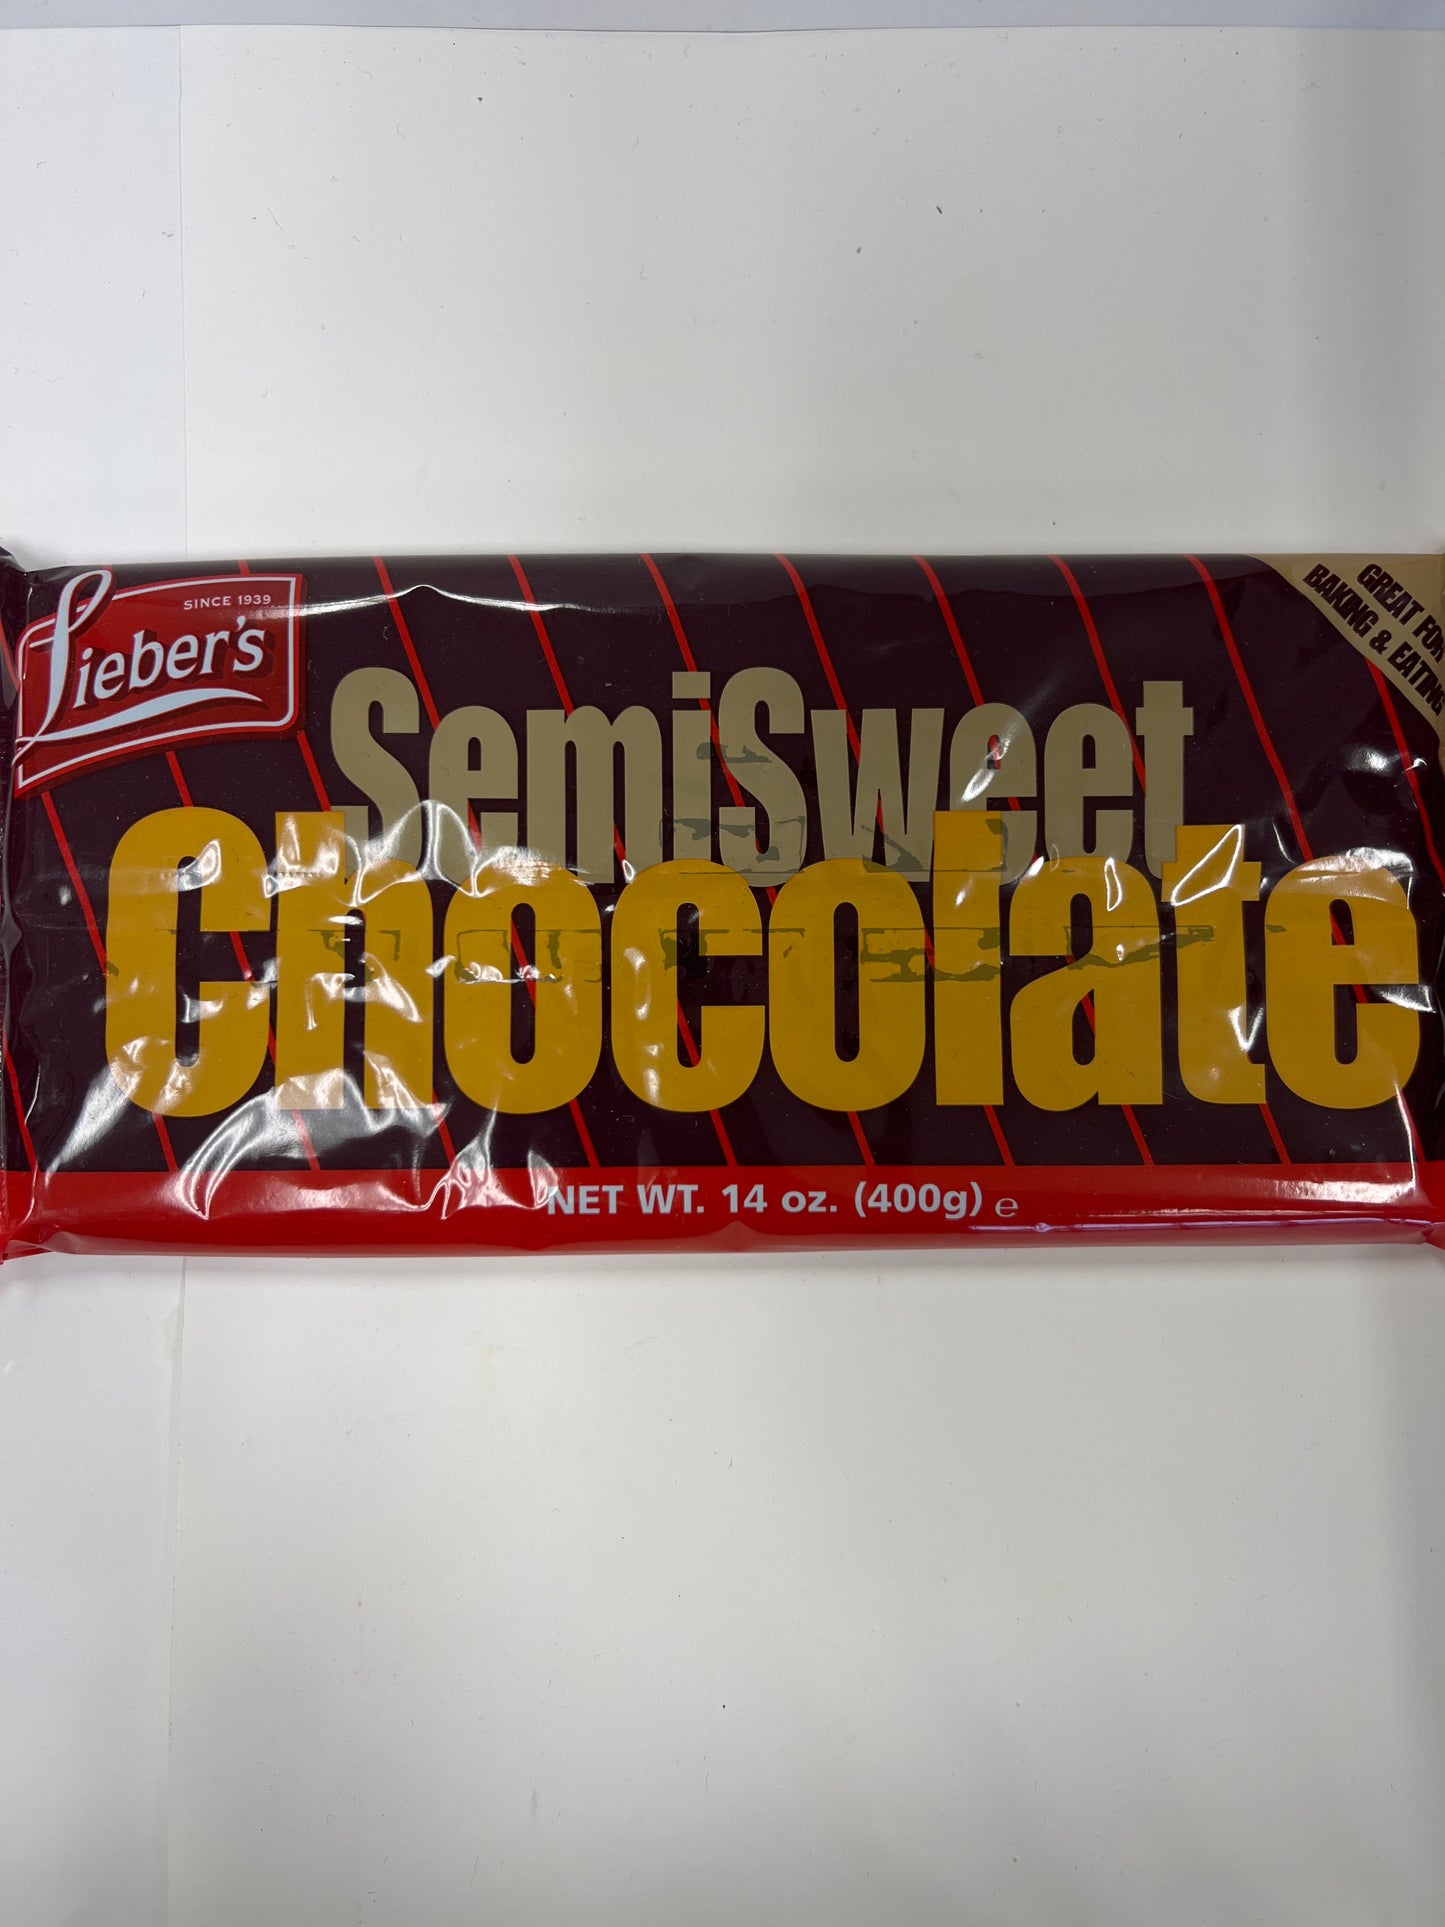 SINCE 1939
Lieber's
GREAT FOR
BAKING & EATING
SemiSweet
Chocolate
NET WT. 14 oz. (400g) e